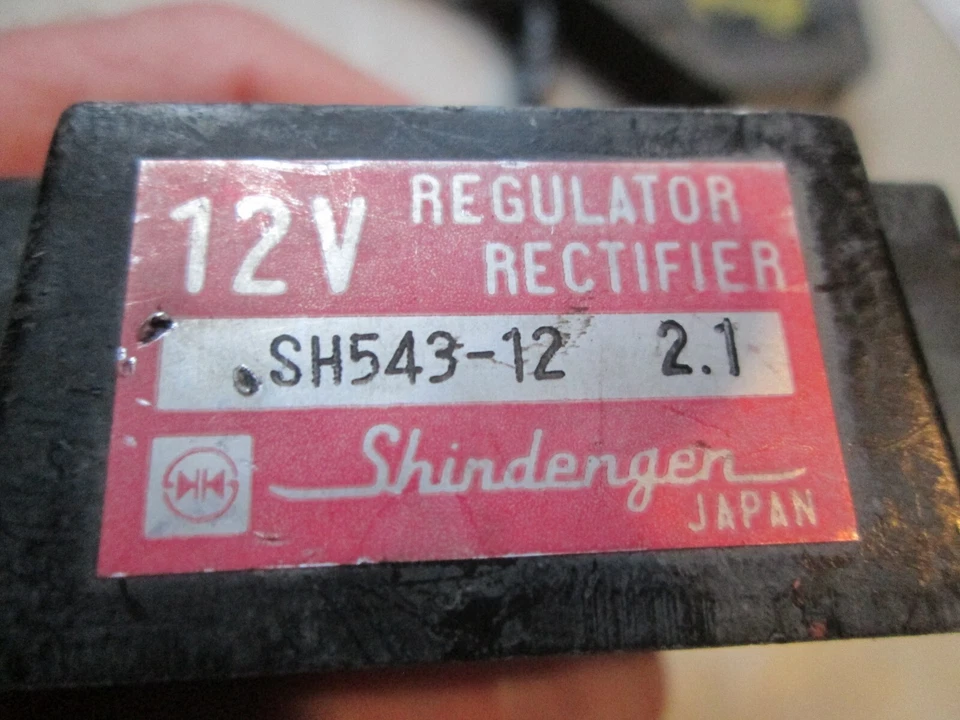 12V REGULATOR
RECTIFIER
SH543-12 2.1
Shindengen
JAPAN